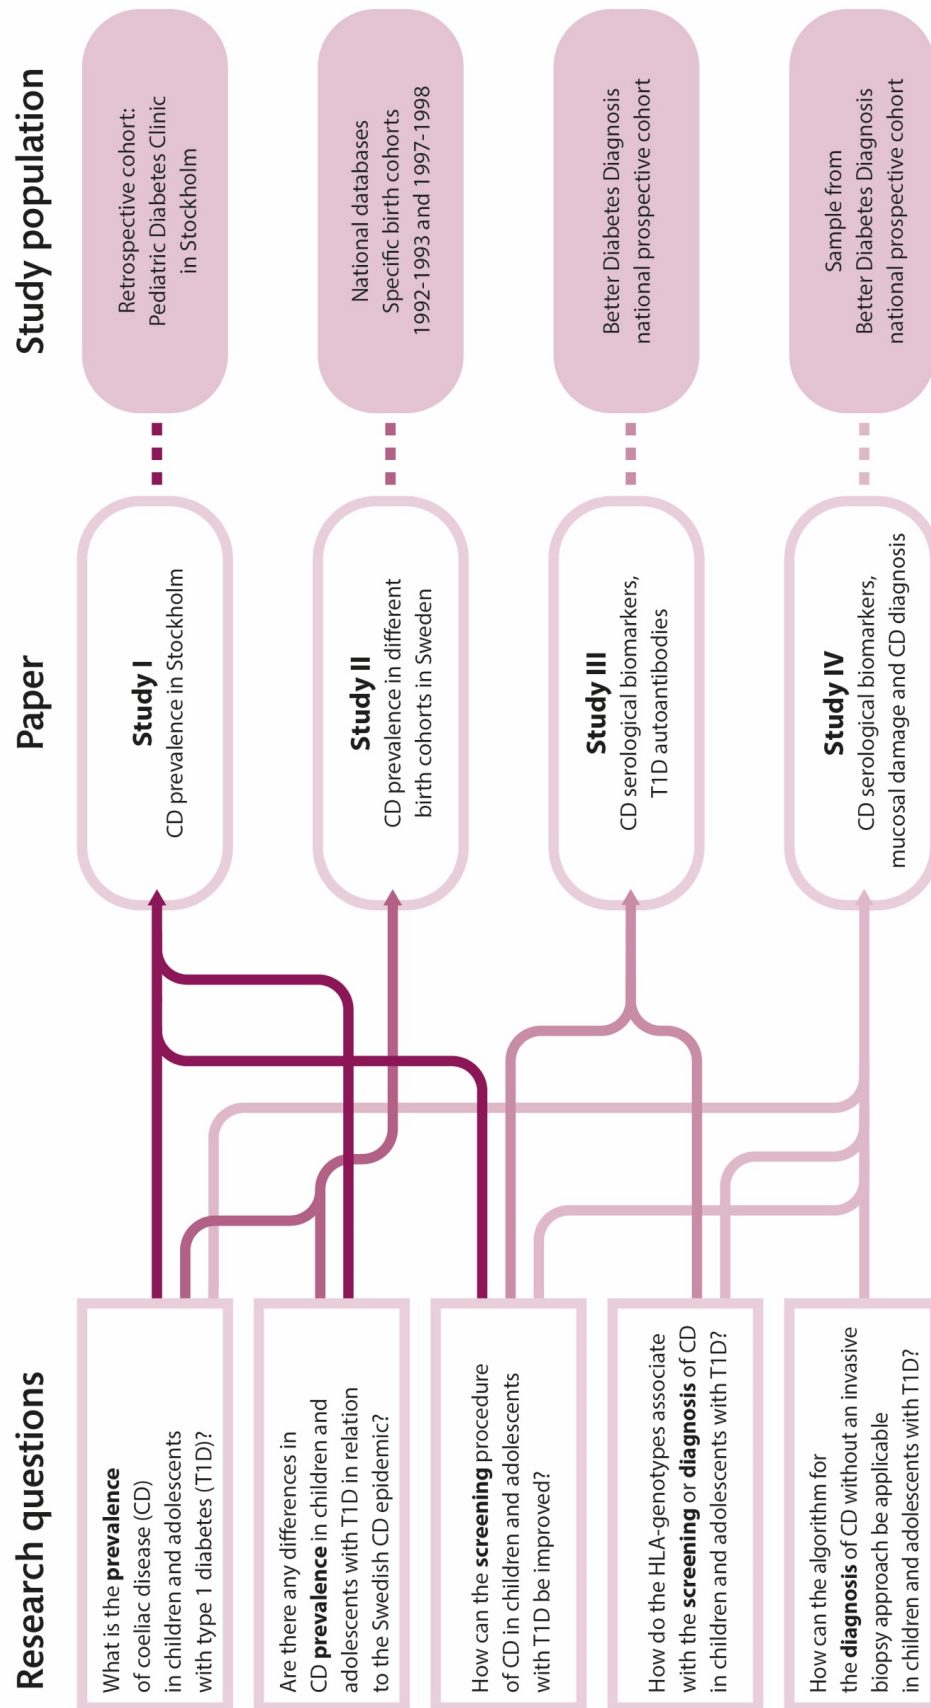 Research questions
What is the prevalence
of coeliac disease (CD)
in children and adolescents
with type 1 diabetes (T1D)?
Are there any differences in
CD prevalence in children and
adolescents with T1D in relation
to the Swedish CD epidemic?
How can the screening procedure
of CD in children and adolescents
with T1D be improved?
How do the HLA-genotypes associate
with the screening or diagnosis of CD
in children and adolescents with T1D?
How can the algorithm for
the diagnosis of CD without an invasive
biopsy approach be applicable
in children and adolescents with T1D?
Paper
Study I
CD prevalence in Stockholm
Study II
CD prevalence in different
birth cohorts in Sweden
Study III
CD serological biomarkers,
T1D autoantibodies
Study IV
CD serological biomarkers,
mucosal damage and CD diagnosis
Study population
Retrospective cohort:
Pediatric Diabetes Clinic
in Stockholm
National databases
Specific birth cohorts
1992-1993 and 1997-1998
Better Diabetes Diagnosis
national prospective cohort
Sample from
Better Diabetes Diagnosis
national prospective cohort